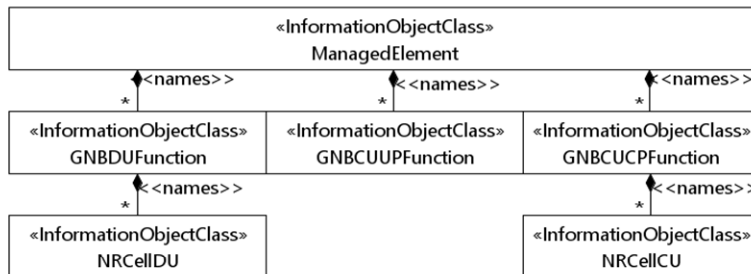 «InformationObjectClass»
ManagedElement
<<names>> <<names>> <<names>>
* * *
«InformationObjectClass» «InformationObjectClass» «InformationObjectClass»
GNBDUFunction GNBCUUPFunction GNBCUCPFunction
<<names>> <<names>>
* *
«InformationObjectClass» «InformationObjectClass»
NRCellDU NRCellCU